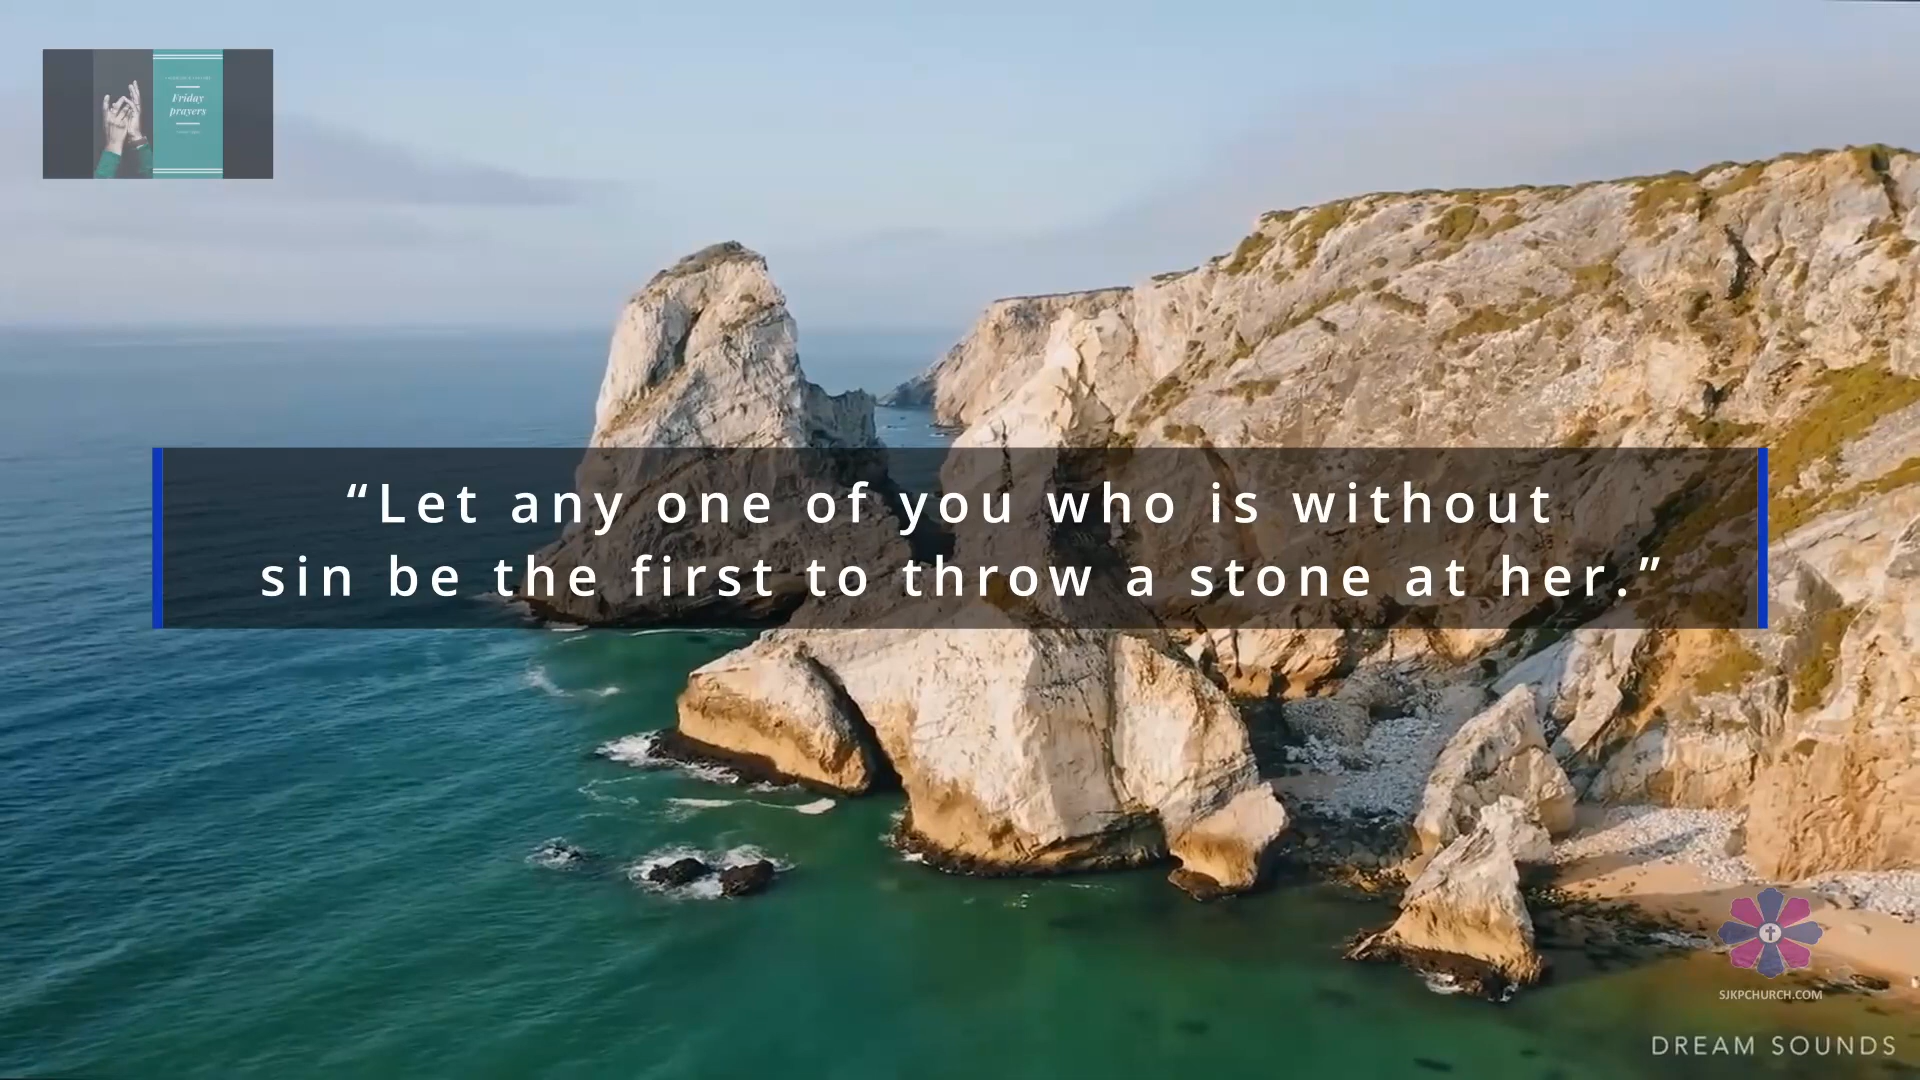 Friday
prayers
“Let any one of you who is without
sin be the first to throw a stone at her.”
SJKPCHURCH.COM
DREAM SOUNDS